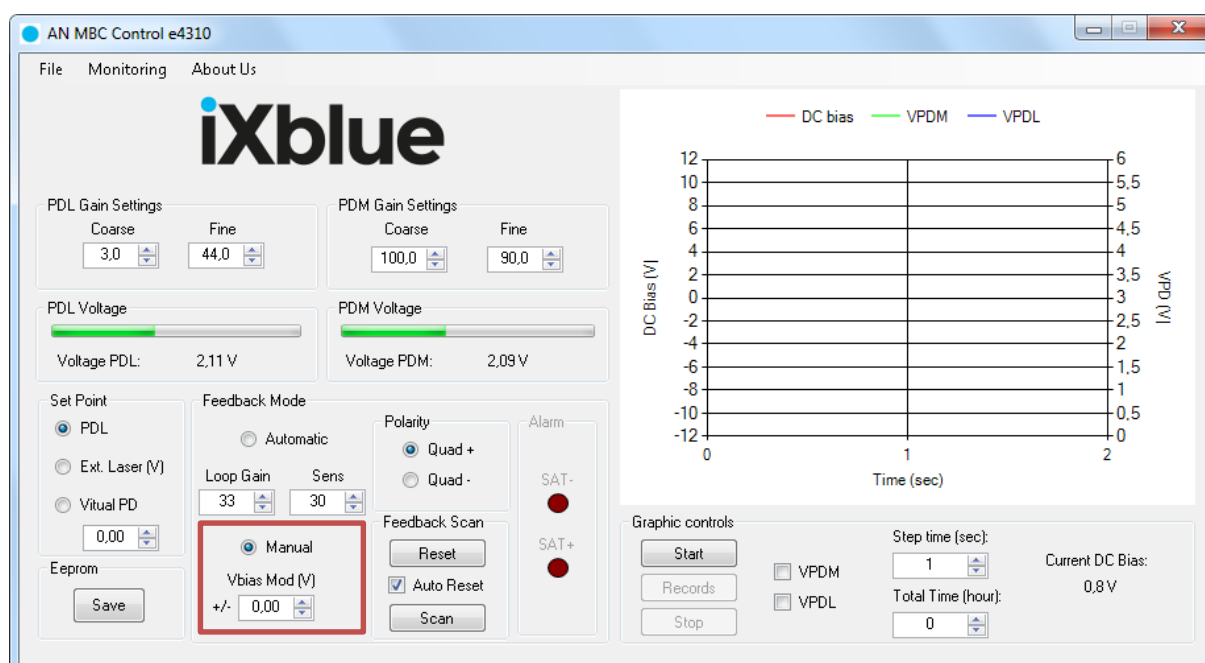 AN MBC Control e4310
File Monitoring About Us
iXblue
PDL Gain Settings
Coarse Fine
3,0 44,0
PDM Gain Settings
Coarse Fine
100,0 90,0
PDL Voltage
Voltage PDL: 2,11 V
PDM Voltage
Voltage PDM: 2,09 V
Set Point
PDL
Ext. Laser (V)
Vitual PD
0,00
Eeprom
Save
Feedback Mode
Automatic
Loop Gain Sens
33 30
Manual
Vbias Mod (V)
+/- 0,00
Polarity
Quad +
Quad -
Feedback Scan
Reset
Auto Reset
Scan
Alarm
SAT-
SAT+
DC bias VPDM VPDL
DC Bias (V)
12
10
8
6
4
2
0
-2
-4
-6
-8
-10
-12
6
5,5
5
4,5
4
3,5
3
2,5
2
1,5
1
0,5
0
VPD (V)
0 1 2
Time (sec)
Graphic controls
Start
Records
Stop
VPDM
VPDL
Step time (sec):
1
Total Time (hour):
0
Current DC Bias:
0,8 V